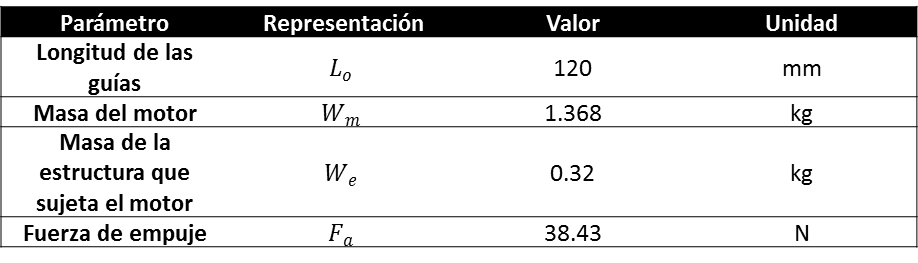 Parámetro Representación Valor Unidad
Longitud de las
guías
L_o 120 mm
Masa del motor W_m 1.368 kg
Masa de la
estructura que
sujeta el motor
W_e 0.32 kg
Fuerza de empuje F_a 38.43 N